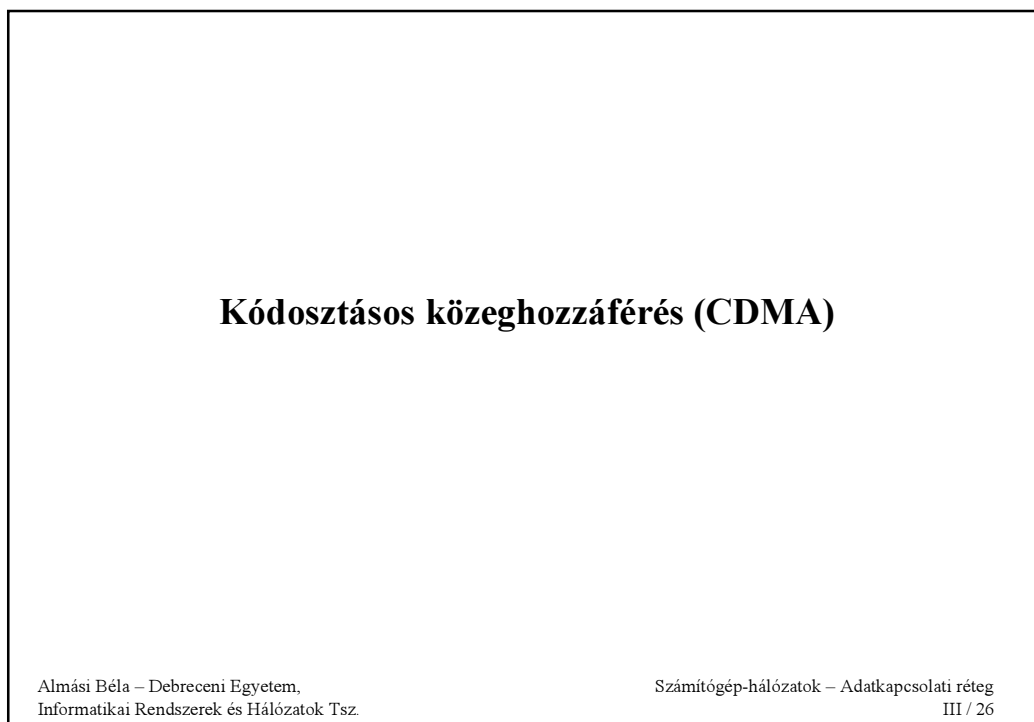 Kódosztásos közeghozzáférés (CDMA)
Almási Béla – Debreceni Egyetem,
Informatikai Rendszerek és Hálózatok Tsz.
Számítógép-hálózatok – Adatkapcsolati réteg
III / 26